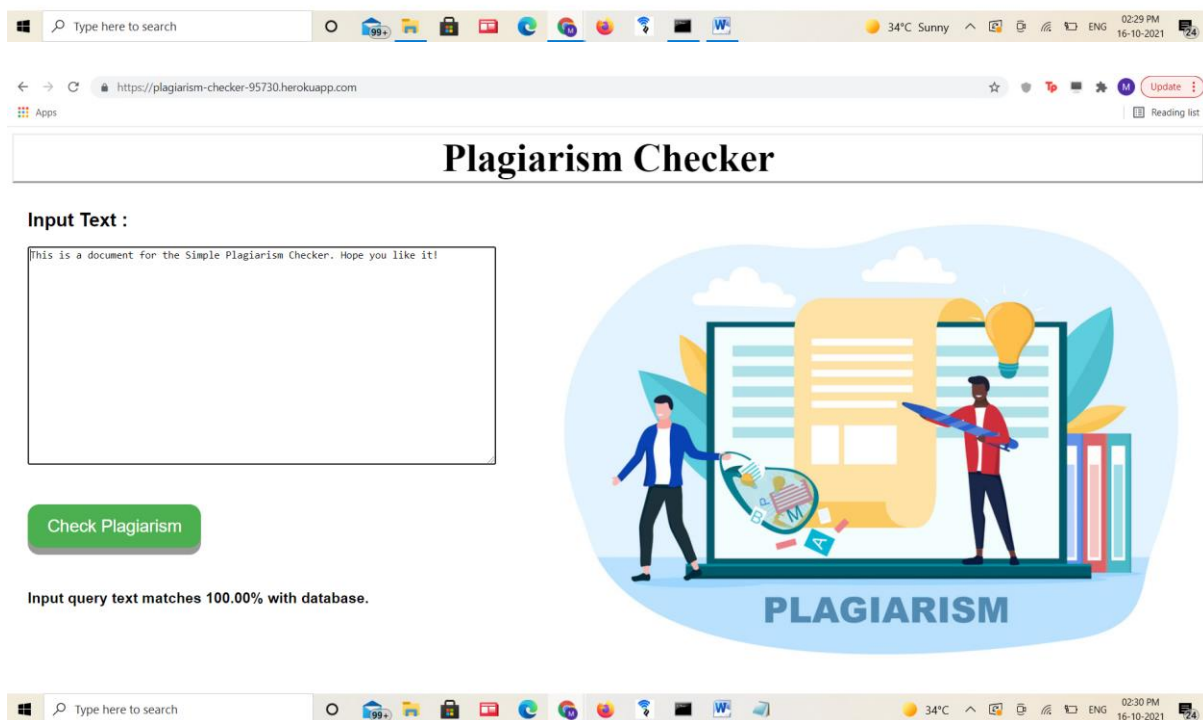 Type here to search 99+ W 34°C Sunny ENG 02:29 PM
16-10-2021 24
https://plagiarism-checker-95730.herokuapp.com Tp M Update
Apps Reading list
Plagiarism Checker
Input Text :
This is a document for the Simple Plagiarism Checker. Hope you like it!
Check Plagiarism
Input query text matches 100.00% with database.
B P M A
PLAGIARISM
Type here to search 99+ W 34°C ENG 02:30 PM
16-10-2021 24